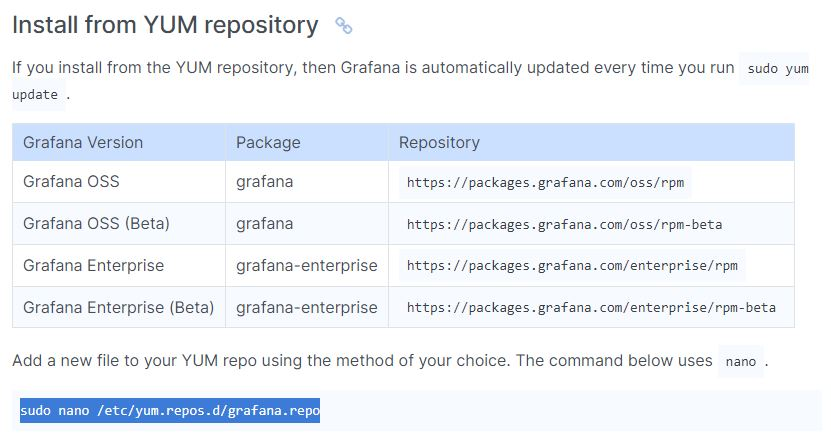 Install from YUM repository
If you install from the YUM repository, then Grafana is automatically updated every time you run sudo yum
update .
Grafana Version Package Repository
Grafana OSS grafana https://packages.grafana.com/oss/rpm
Grafana OSS (Beta) grafana https://packages.grafana.com/oss/rpm-beta
Grafana Enterprise grafana-enterprise https://packages.grafana.com/enterprise/rpm
Grafana Enterprise (Beta) grafana-enterprise https://packages.grafana.com/enterprise/rpm-beta
Add a new file to your YUM repo using the method of your choice. The command below uses nano .
sudo nano /etc/yum.repos.d/grafana.repo